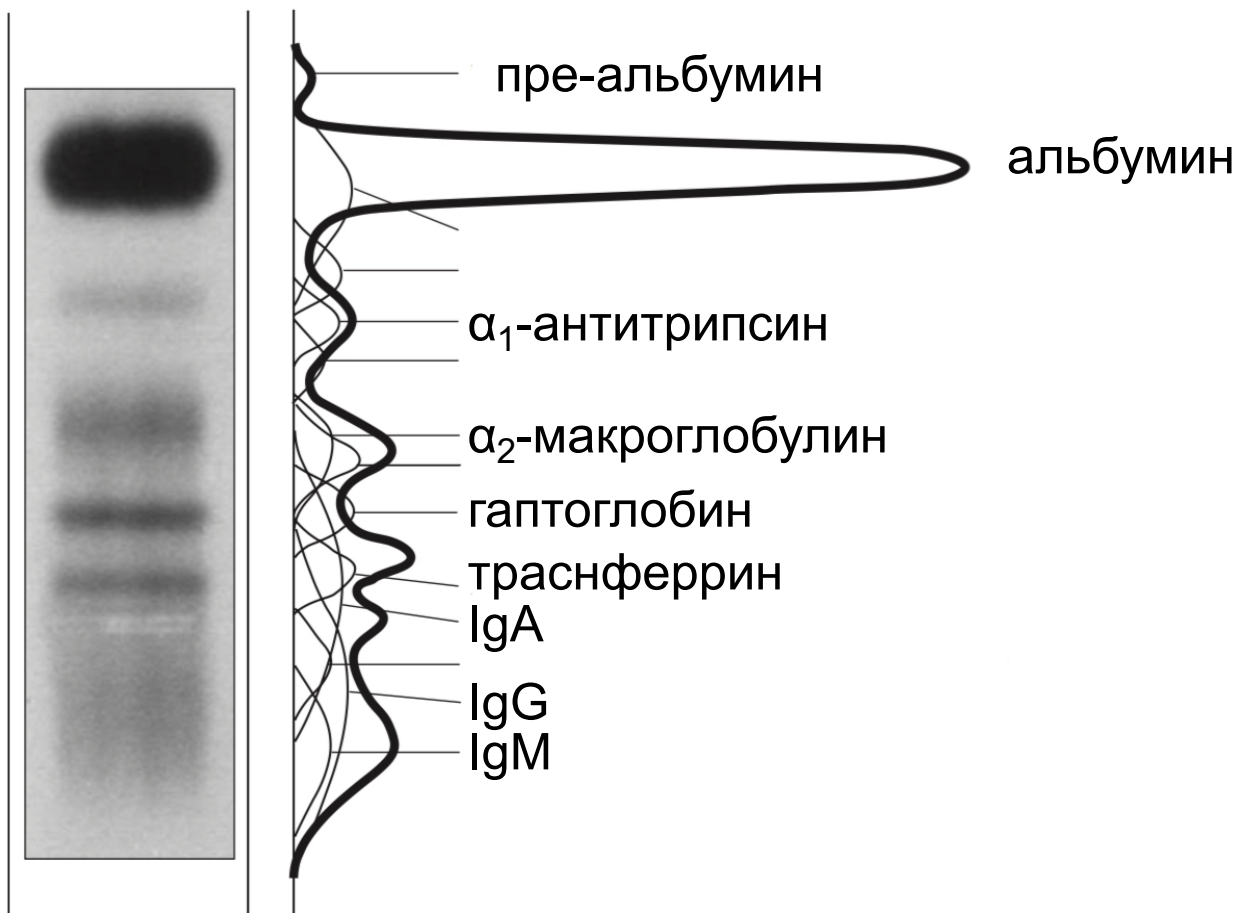 пре-альбумин
альбумин
α₁-антитрипсин
α₂-макроглобулин
гаптоглобин
траснферрин
IgA
IgG
IgM